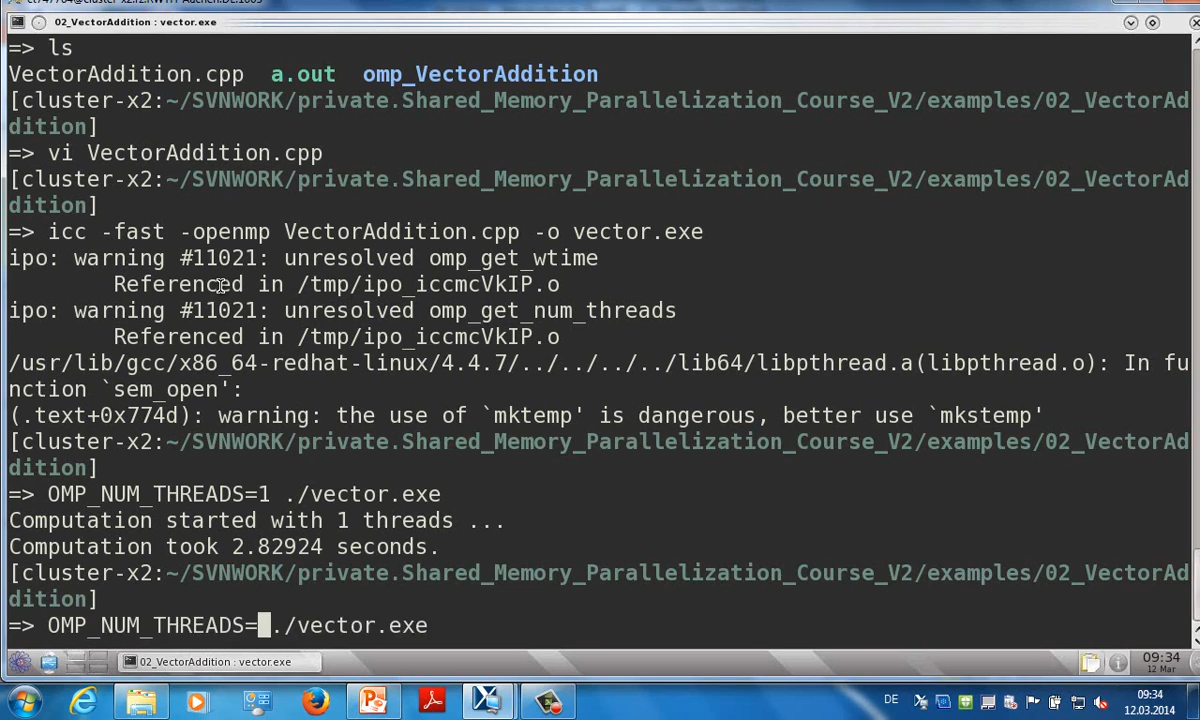 02_VectorAddition : vector.exe
=> ls
VectorAddition.cpp a.out omp_VectorAddition
[cluster-x2:~/SVNWORK/private.Shared_Memory_Parallelization_Course_V2/examples/02_VectorAd
dition]
=> vi VectorAddition.cpp
[cluster-x2:~/SVNWORK/private.Shared_Memory_Parallelization_Course_V2/examples/02_VectorAd
dition]
=> icc -fast -openmp VectorAddition.cpp -o vector.exe
ipo: warning #11021: unresolved omp_get_wtime
Referenced in /tmp/ipo_iccmcVkIP.o
ipo: warning #11021: unresolved omp_get_num_threads
Referenced in /tmp/ipo_iccmcVkIP.o
/usr/lib/gcc/x86_64-redhat-linux/4.4.7/../../../../lib64/libpthread.a(libpthread.o): In fu
nction `sem_open':
(.text+0x774d): warning: the use of `mktemp' is dangerous, better use `mkstemp'
[cluster-x2:~/SVNWORK/private.Shared_Memory_Parallelization_Course_V2/examples/02_VectorAd
dition]
=> OMP_NUM_THREADS=1 ./vector.exe
Computation started with 1 threads ...
Computation took 2.82924 seconds.
[cluster-x2:~/SVNWORK/private.Shared_Memory_Parallelization_Course_V2/examples/02_VectorAd
dition]
=> OMP_NUM_THREADS= ./vector.exe
02_VectorAddition : vector.exe
09:34
12 Mar
DE
09:34
12.03.2014